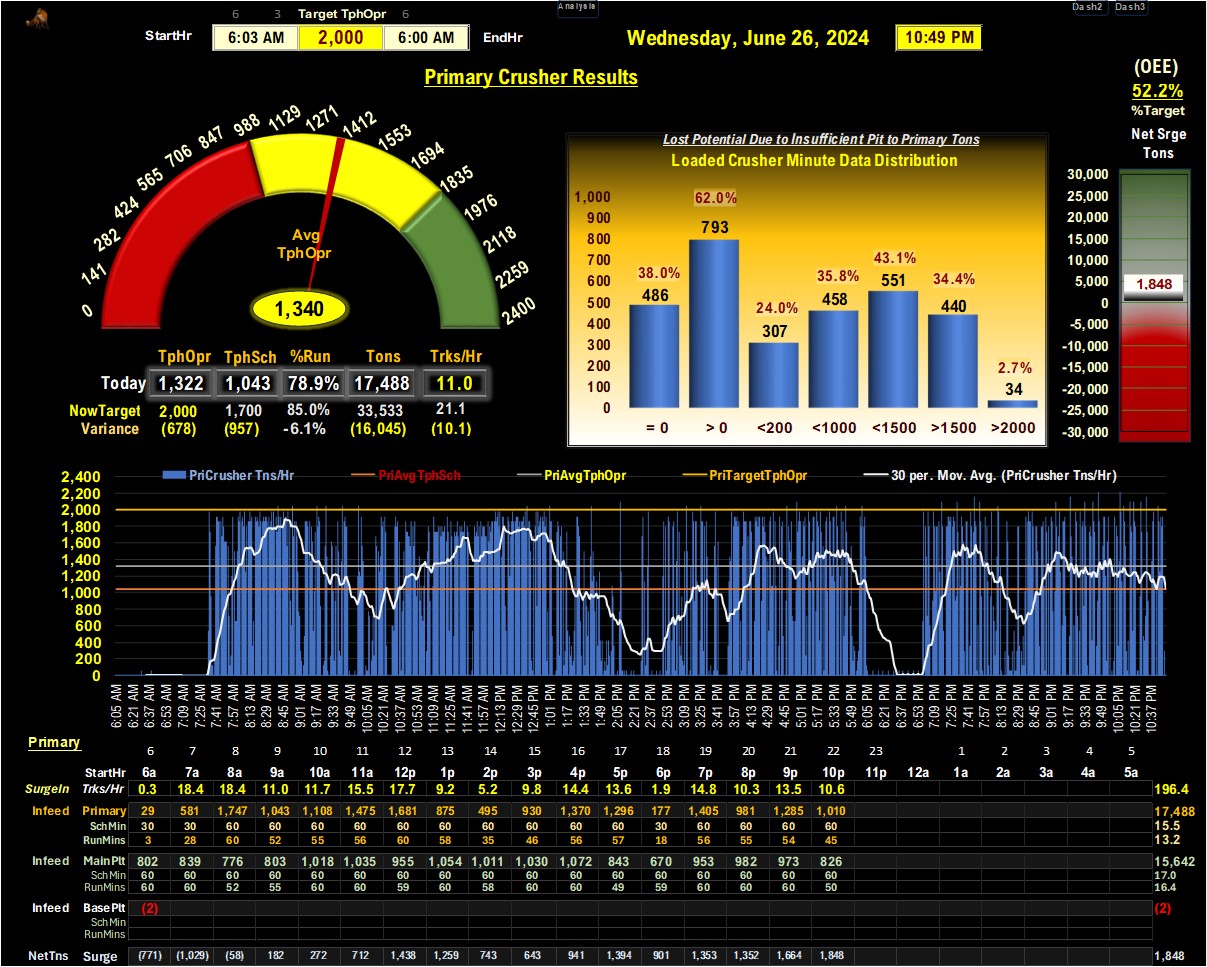 6 3 Target TphOpr 6
Analysis
Dash2 Dash3
StartHr 6:03 AM 2,000 6:00 AM EndHr
Wednesday, June 26, 2024 10:49 PM
Primary Crusher Results
(OEE)
52.2%
%Target
Net Srge
Tons
0 141 282 424 565 706 847 988 1129 1271 1412 1553 1694 1835 1976 2118 2259 2400
Avg
TphOpr
1,340
TphOpr TphSch %Run Tons Trks/Hr
Today 1,322 1,043 78.9% 17,488 11.0
NowTarget 2,000 1,700 85.0% 33,533 21.1
Variance (678) (957) -6.1% (16,045) (10.1)
Lost Potential Due to Insufficient Pit to Primary Tons
Loaded Crusher Minute Data Distribution
1,000
900
800
700
600
500
400
300
200
100
0
38.0% 62.0% 24.0% 35.8% 43.1% 34.4% 2.7%
486 793 307 458 551 440 34
= 0 > 0 <200 <1000 <1500 >1500 >2000
30,000
25,000
20,000
15,000
10,000
5,000
0
-5,000
-10,000
-15,000
-20,000
-25,000
-30,000
1,848
PriCrusher Tns/Hr PriAvgTphSch PriAvgTphOpr PriTargetTphOpr 30 per. Mov. Avg. (PriCrusher Tns/Hr)
2,400
2,200
2,000
1,800
1,600
1,400
1,200
1,000
800
600
400
200
0
6:05 AM 6:21 AM 6:37 AM 6:53 AM 7:09 AM 7:25 AM 7:41 AM 7:57 AM 8:13 AM 8:29 AM 8:45 AM 9:01 AM 9:17 AM 9:33 AM 9:49 AM 10:05 AM 10:21 AM 10:37 AM 10:53 AM 11:09 AM 11:25 AM 11:41 AM 11:57 AM 12:13 PM 12:29 PM 12:45 PM 1:01 PM 1:17 PM 1:33 PM 1:49 PM 2:05 PM 2:21 PM 2:37 PM 2:53 PM 3:09 PM 3:25 PM 3:41 PM 3:57 PM 4:13 PM 4:29 PM 4:45 PM 5:01 PM 5:17 PM 5:33 PM 5:49 PM 6:05 PM 6:21 PM 6:37 PM 6:53 PM 7:09 PM 7:25 PM 7:41 PM 7:57 PM 8:13 PM 8:29 PM 8:45 PM 9:01 PM 9:17 PM 9:33 PM 9:49 PM 10:05 PM 10:21 PM 10:37 PM
Primary
6 7 8 9 10 11 12 13 14 15 16 17 18 19 20 21 22 23 1 2 3 4 5
StartHr 6a 7a 8a 9a 10a 11a 12p 1p 2p 3p 4p 5p 6p 7p 8p 9p 10p 11p 12a 1a 2a 3a 4a 5a
SurgeIn Trks/Hr 0.3 18.4 18.4 11.0 11.7 15.5 17.7 9.2 5.2 9.8 14.4 13.6 1.9 14.8 10.3 13.5 10.6 196.4
Infeed Primary 29 581 1,747 1,043 1,108 1,475 1,681 875 495 930 1,370 1,296 177 1,405 981 1,285 1,010 17,488
SchMin 30 30 60 60 60 60 60 60 60 60 60 60 30 60 60 60 60 15.5
RunMins 3 28 60 52 55 56 60 58 35 46 56 57 18 56 55 54 45 13.2
Infeed MainPlt 802 839 776 803 1,018 1,035 955 1,054 1,011 1,030 1,072 843 670 953 982 973 826 15,642
SchMin 60 60 60 60 60 60 60 60 60 60 60 60 60 60 60 60 60 17.0
RunMins 60 60 52 55 60 60 59 60 58 60 60 49 59 60 60 60 50 16.4
Infeed BasePlt (2) (2)
SchMin
RunMins
NetTns Surge (771) (1,029) (58) 182 272 712 1,438 1,259 743 643 941 1,394 901 1,353 1,352 1,664 1,848 1,848